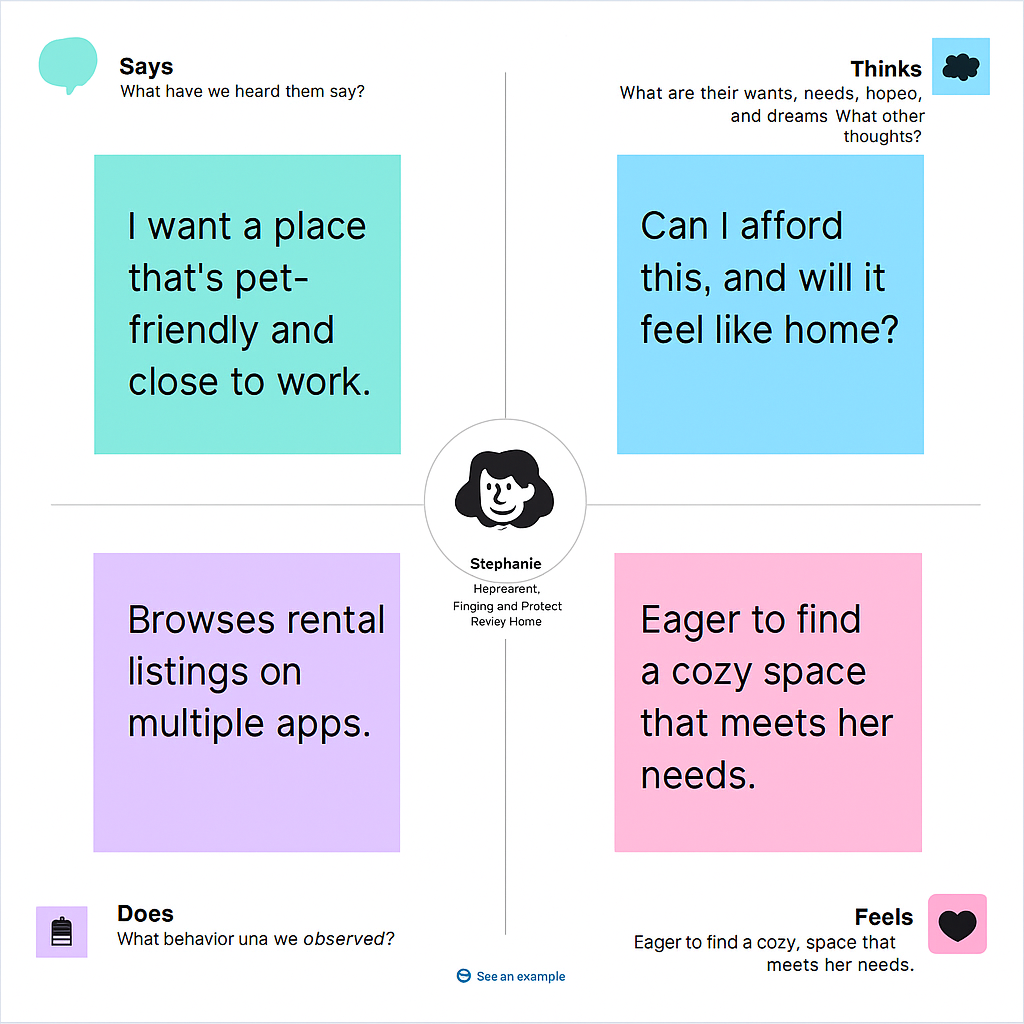 Says
What have we heard them say?
Thinks
What are their wants, needs, hopeo,
and dreams What other
thoughts?
I want a place
that's pet-
friendly and
close to work.
Can I afford
this, and will it
feel like home?
Stephanie
Heprearent,
Finging and Protect
Reviey Home
Browses rental
listings on
multiple apps.
Eager to find
a cozy space
that meets her
needs.
Does
What behavior una we observed?
Feels
Eager to find a cozy, space that
meets her needs.
See an example